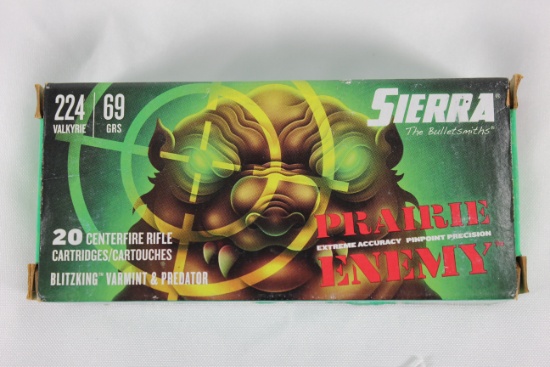 224 | 69
VALKYRIE GRS
SIERRA®
The Bulletsmiths®
20 CENTERFIRE RIFLE
CARTRIDGES/CARTOUCHES
BLITZKING™ VARMINT & PREDATOR
PRAIRIE
EXTREME ACCURACY PINPOINT PRECISION
ENEMY™